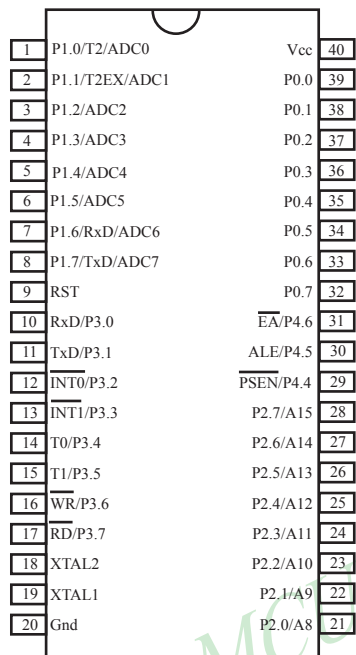 1 P1.0/T2/ADC0 Vcc 40
2 P1.1/T2EX/ADC1 P0.0 39
3 P1.2/ADC2 P0.1 38
4 P1.3/ADC3 P0.2 37
5 P1.4/ADC4 P0.3 36
6 P1.5/ADC5 P0.4 35
7 P1.6/RxD/ADC6 P0.5 34
8 P1.7/TxD/ADC7 P0.6 33
9 RST P0.7 32
10 RxD/P3.0 EA/P4.6 31
11 TxD/P3.1 ALE/P4.5 30
12 INT0/P3.2 PSEN/P4.4 29
13 INT1/P3.3 P2.7/A15 28
14 T0/P3.4 P2.6/A14 27
15 T1/P3.5 P2.5/A13 26
16 WR/P3.6 P2.4/A12 25
17 RD/P3.7 P2.3/A11 24
18 XTAL2 P2.2/A10 23
19 XTAL1 P2.1/A9 22
20 Gnd P2.0/A8 21
MCU